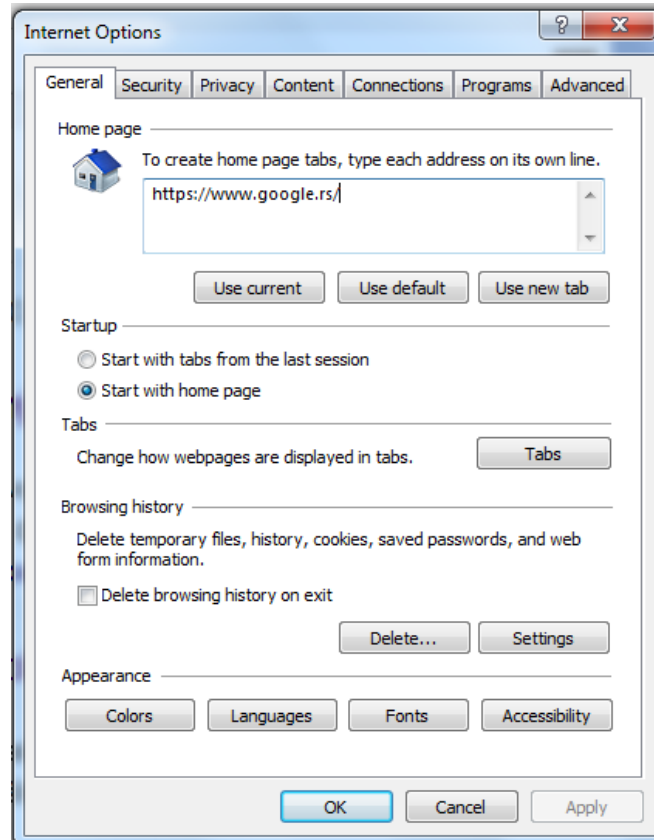 Internet Options
General Security Privacy Content Connections Programs Advanced
Home page
To create home page tabs, type each address on its own line.
https://www.google.rs/
Use current Use default Use new tab
Startup
Start with tabs from the last session
Start with home page
Tabs
Change how webpages are displayed in tabs. Tabs
Browsing history
Delete temporary files, history, cookies, saved passwords, and web
form information.
Delete browsing history on exit
Delete... Settings
Appearance
Colors Languages Fonts Accessibility
OK Cancel Apply